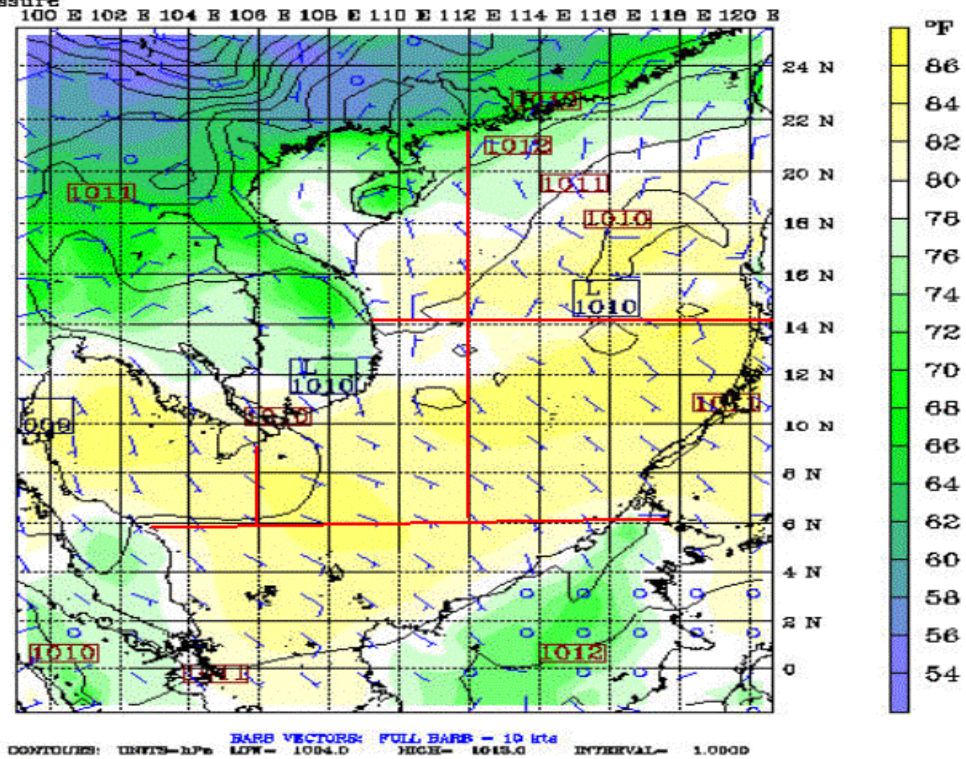 100 E 102 E 104 E 106 E 108 E 110 E 112 E 114 E 116 E 118 E 120 E
°F
24 N
86
1012
84
22 N
1012
82
20 N
1011
1011
80
18 N
1010
78
16 N
76
L
1010
74
14 N
72
12 N
L
1010
70
1010
10 N
68
66
8 N
64
6 N
62
4 N
60
2 N
58
1010
1012
56
0
54
BARB VECTORS: FULL BARB = 10 kts
CONTOURS: UNITS=hPa LOW= 1004.0 HIGH= 1013.0 INTERVAL= 1.0000